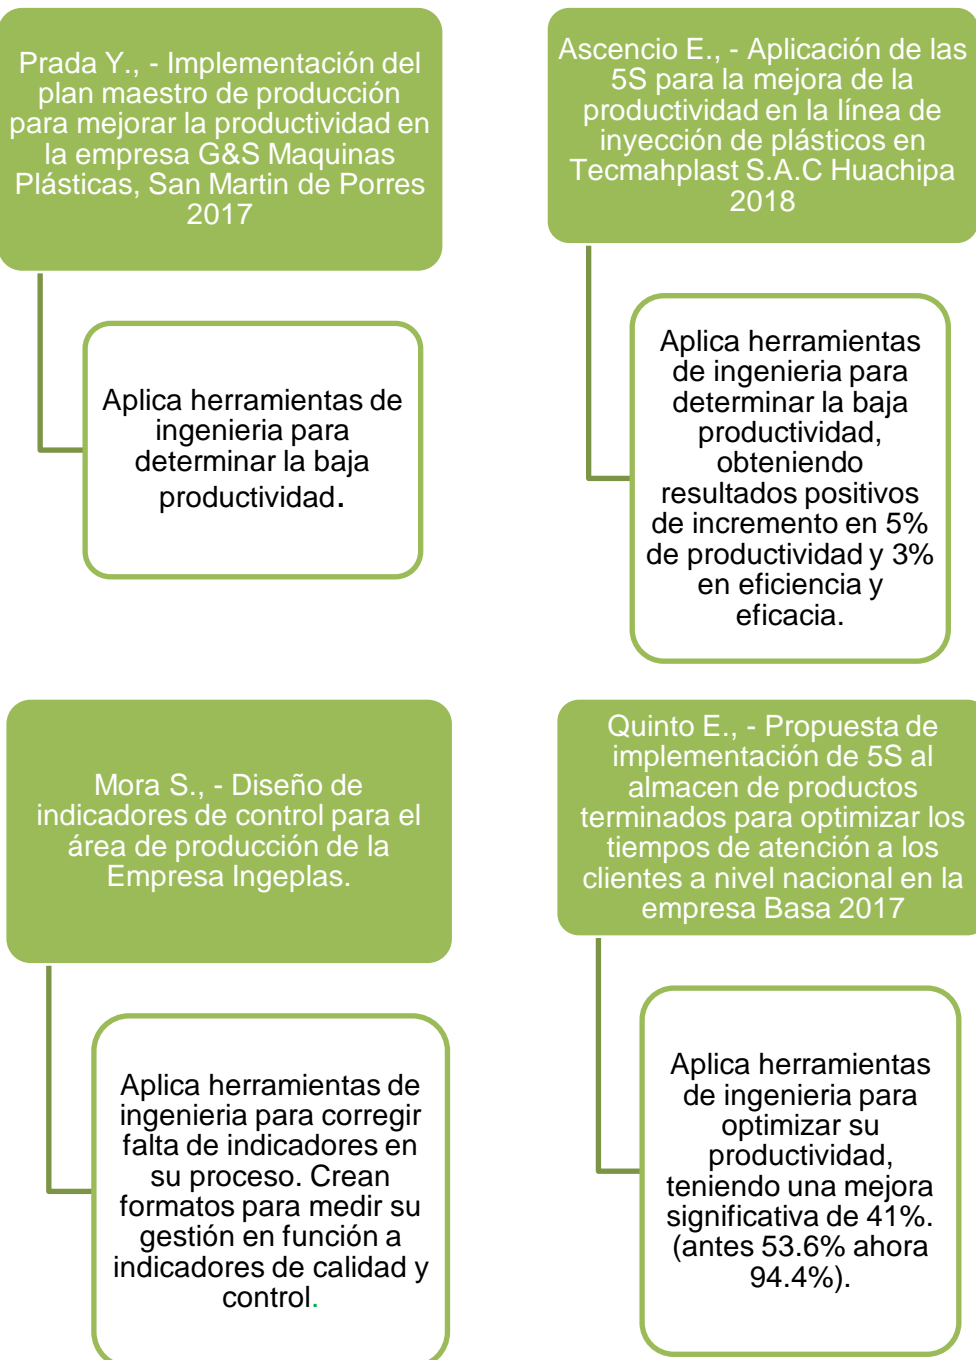 Prada Y., - Implementación del
plan maestro de producción
para mejorar la productividad en
la empresa G&S Maquinas
Plásticas, San Martin de Porres
2017
Aplica herramientas de
ingenieria para
determinar la baja
productividad.
Ascencio E., - Aplicación de las
5S para la mejora de la
productividad en la línea de
inyección de plásticos en
Tecmahplast S.A.C Huachipa
2018
Aplica herramientas
de ingenieria para
determinar la baja
productividad,
obteniendo
resultados positivos
de incremento en 5%
de productividad y 3%
en eficiencia y
eficacia.
Mora S., - Diseño de
indicadores de control para el
área de producción de la
Empresa Ingeplas.
Aplica herramientas de
ingenieria para corregir
falta de indicadores en
su proceso. Crean
formatos para medir su
gestión en función a
indicadores de calidad y
control.
Quinto E., - Propuesta de
implementación de 5S al
almacen de productos
terminados para optimizar los
tiempos de atención a los
clientes a nivel nacional en la
empresa Basa 2017
Aplica herramientas
de ingenieria para
optimizar su
productividad,
teniendo una mejora
significativa de 41%.
(antes 53.6% ahora
94.4%).